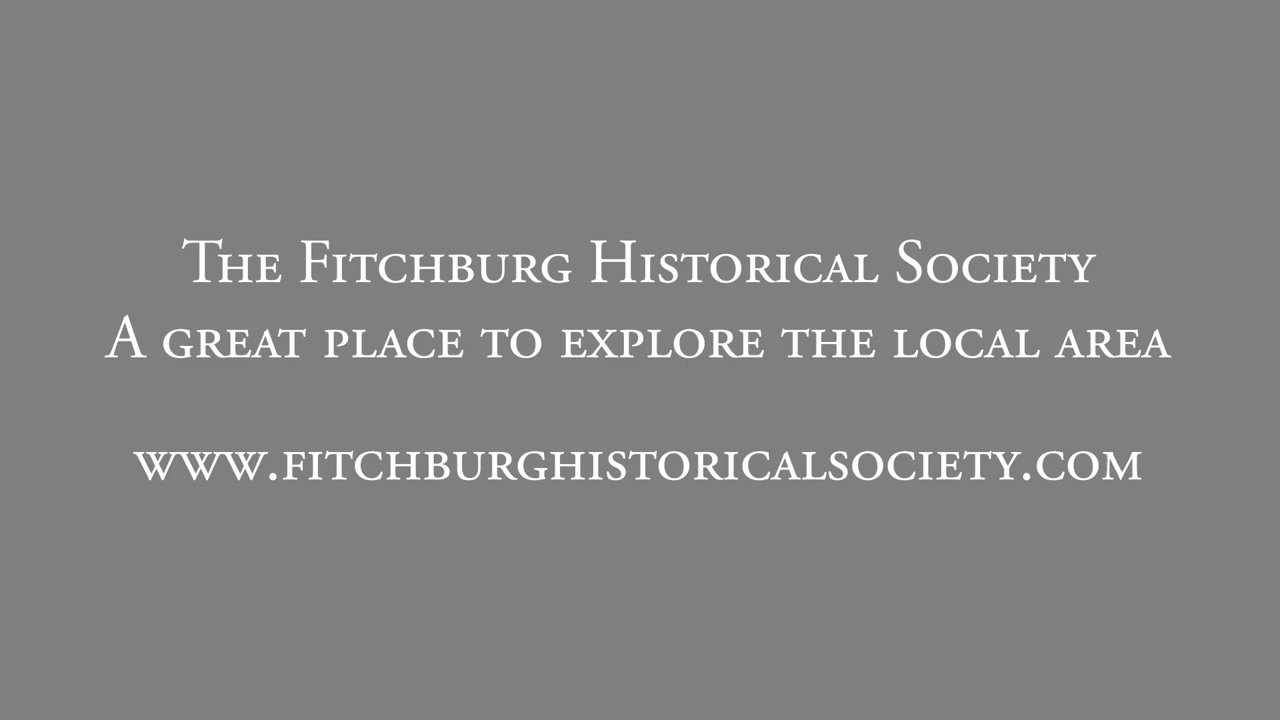 The Fitchburg Historical Society
A great place to explore the local area
www.fitchburghistoricalsociety.com